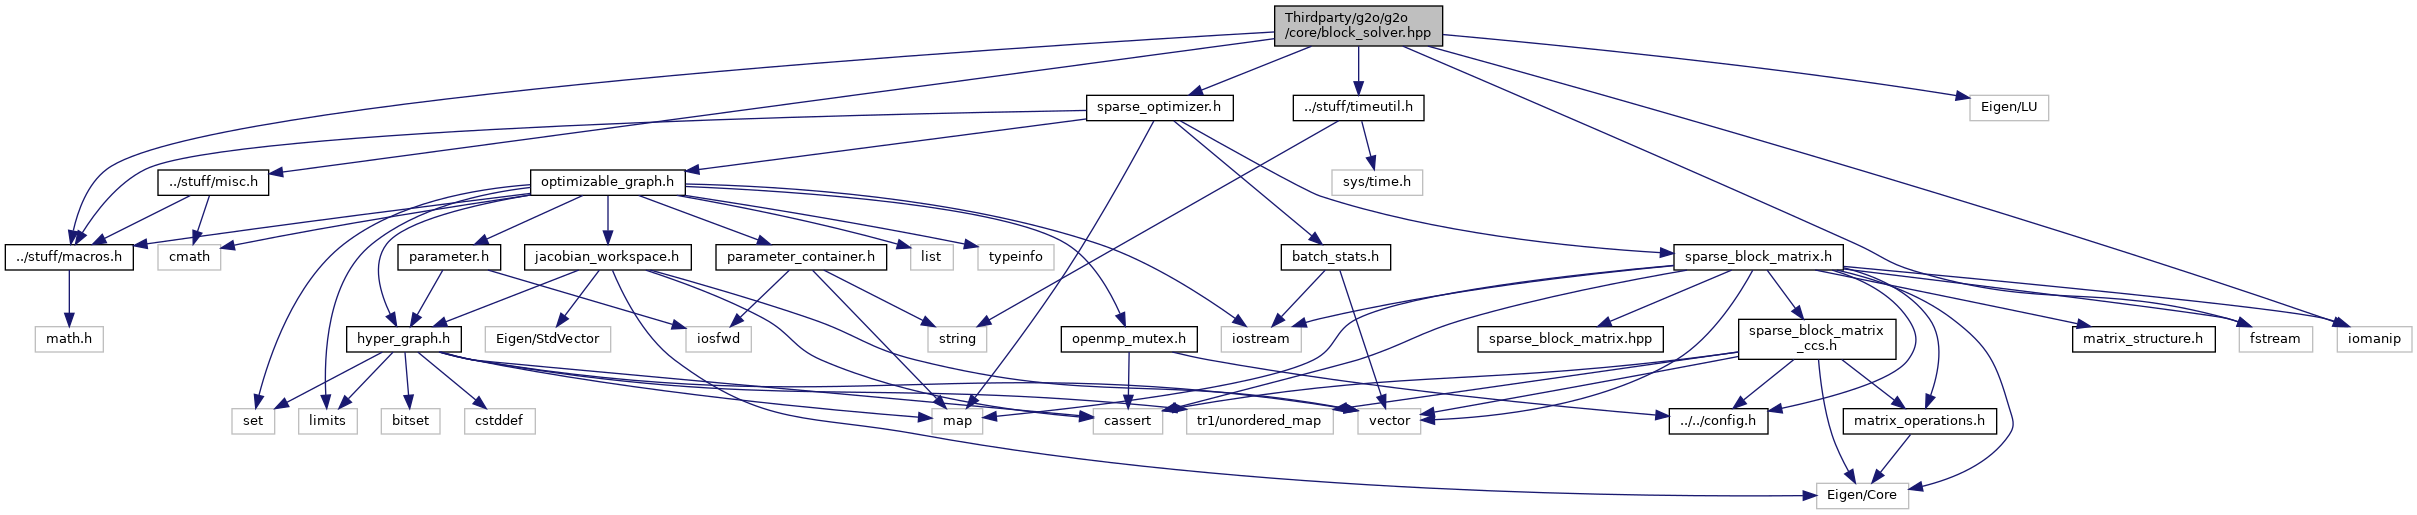 Thirdparty/g2o/g2o
/core/block_solver.hpp
sparse_optimizer.h
../stuff/timeutil.h
Eigen/LU
../stuff/misc.h
optimizable_graph.h
sys/time.h
../stuff/macros.h
cmath
parameter.h
jacobian_workspace.h
parameter_container.h
list
typeinfo
batch_stats.h
sparse_block_matrix.h
math.h
hyper_graph.h
Eigen/StdVector
iosfwd
string
openmp_mutex.h
iostream
sparse_block_matrix.hpp
sparse_block_matrix
_ccs.h
matrix_structure.h
fstream
iomanip
set
limits
bitset
cstddef
map
cassert
tr1/unordered_map
vector
../../config.h
matrix_operations.h
Eigen/Core